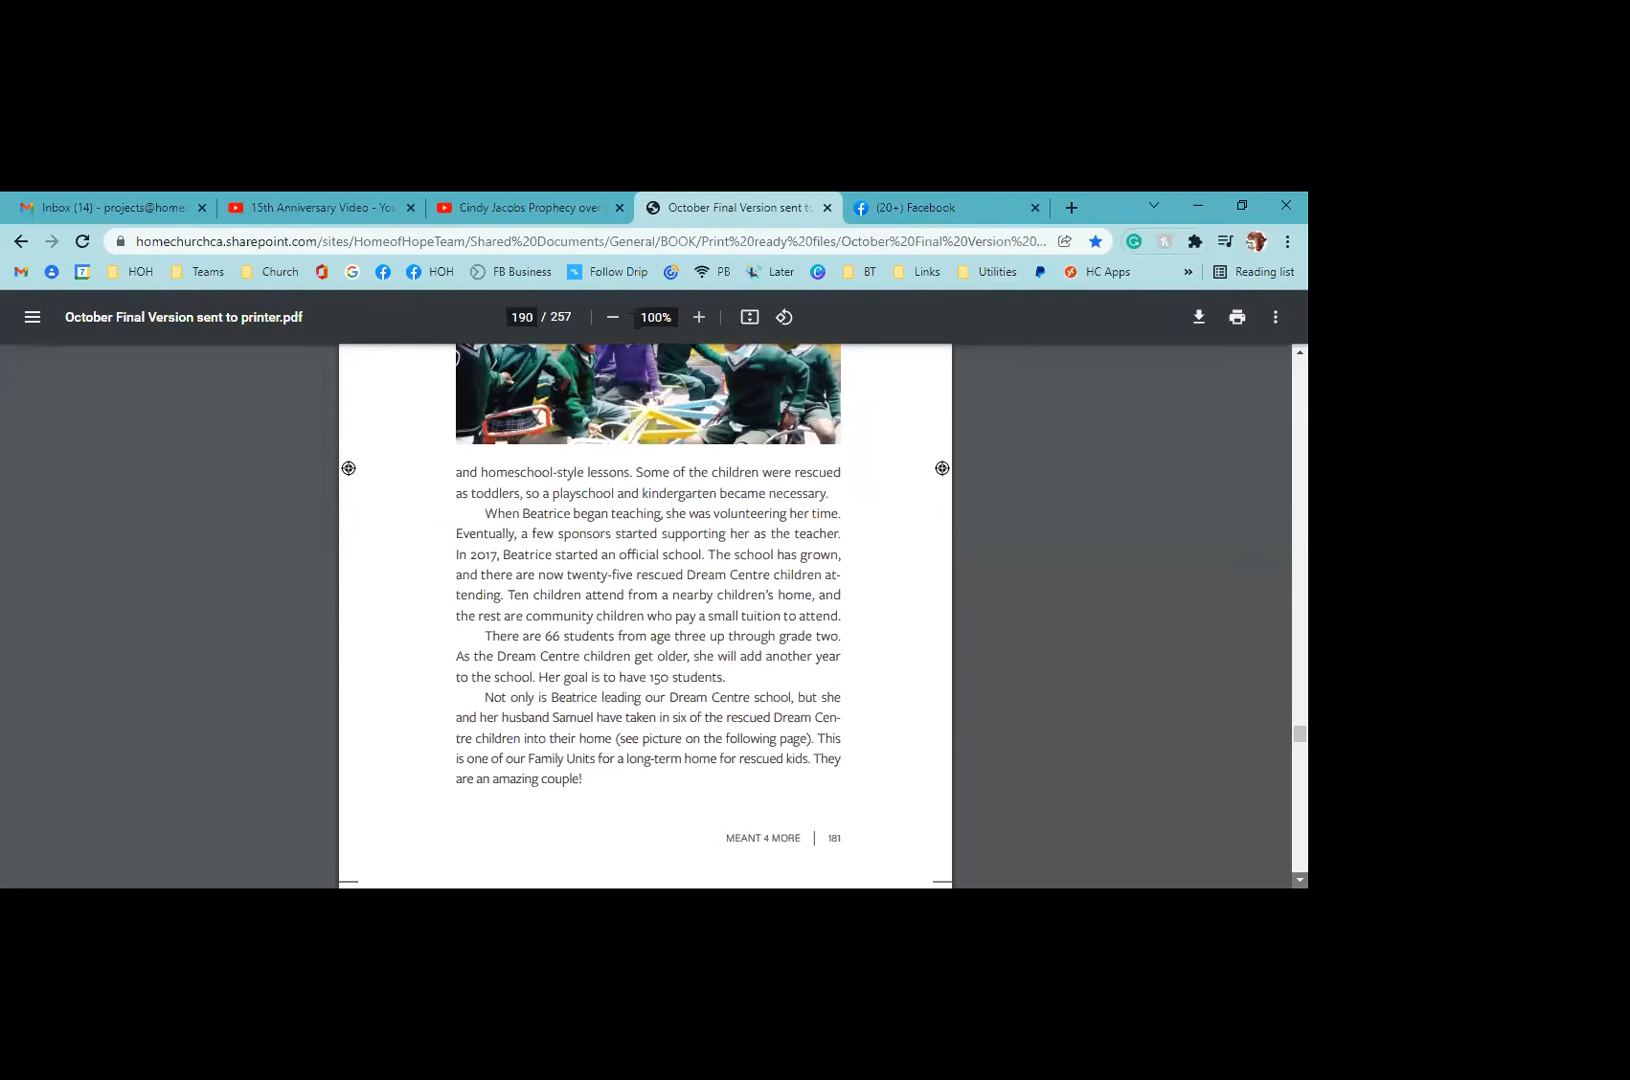 Inbox (14) - projects@home
15th Anniversary Video - You
Cindy Jacobs Prophecy over
October Final Version sent to
(20+) Facebook
homechurchca.sharepoint.com/sites/HomeofHopeTeam/Shared%20Documents/General/BOOK/Print%20ready%20files/October%20Final%20Version%20...
7
HOH
Teams
Church
HOH
FB Business
Follow Drip
PB
Later
BT
Links
Utilities
HC Apps
»
Reading list
October Final Version sent to printer.pdf
190 / 257
100%
and homeschool-style lessons. Some of the children were rescued
as toddlers, so a playschool and kindergarten became necessary.
When Beatrice began teaching, she was volunteering her time.
Eventually, a few sponsors started supporting her as the teacher.
In 2017, Beatrice started an official school. The school has grown,
and there are now twenty-five rescued Dream Centre children at-
tending. Ten children attend from a nearby children's home, and
the rest are community children who pay a small tuition to attend.
There are 66 students from age three up through grade two.
As the Dream Centre children get older, she will add another year
to the school. Her goal is to have 150 students.
Not only is Beatrice leading our Dream Centre school, but she
and her husband Samuel have taken in six of the rescued Dream Cen-
tre children into their home (see picture on the following page). This
is one of our Family Units for a long-term home for rescued kids. They
are an amazing couple!
MEANT 4 MORE | 181